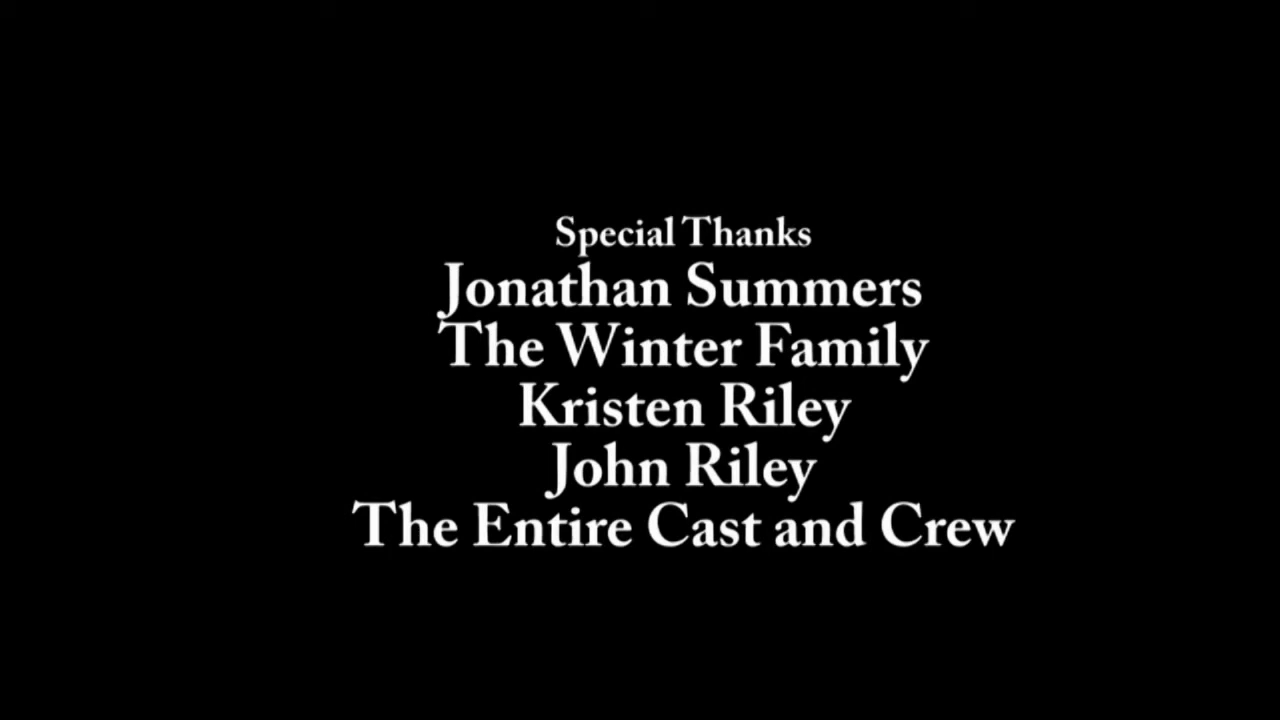 Special Thanks
Jonathan Summers
The Winter Family
Kristen Riley
John Riley
The Entire Cast and Crew